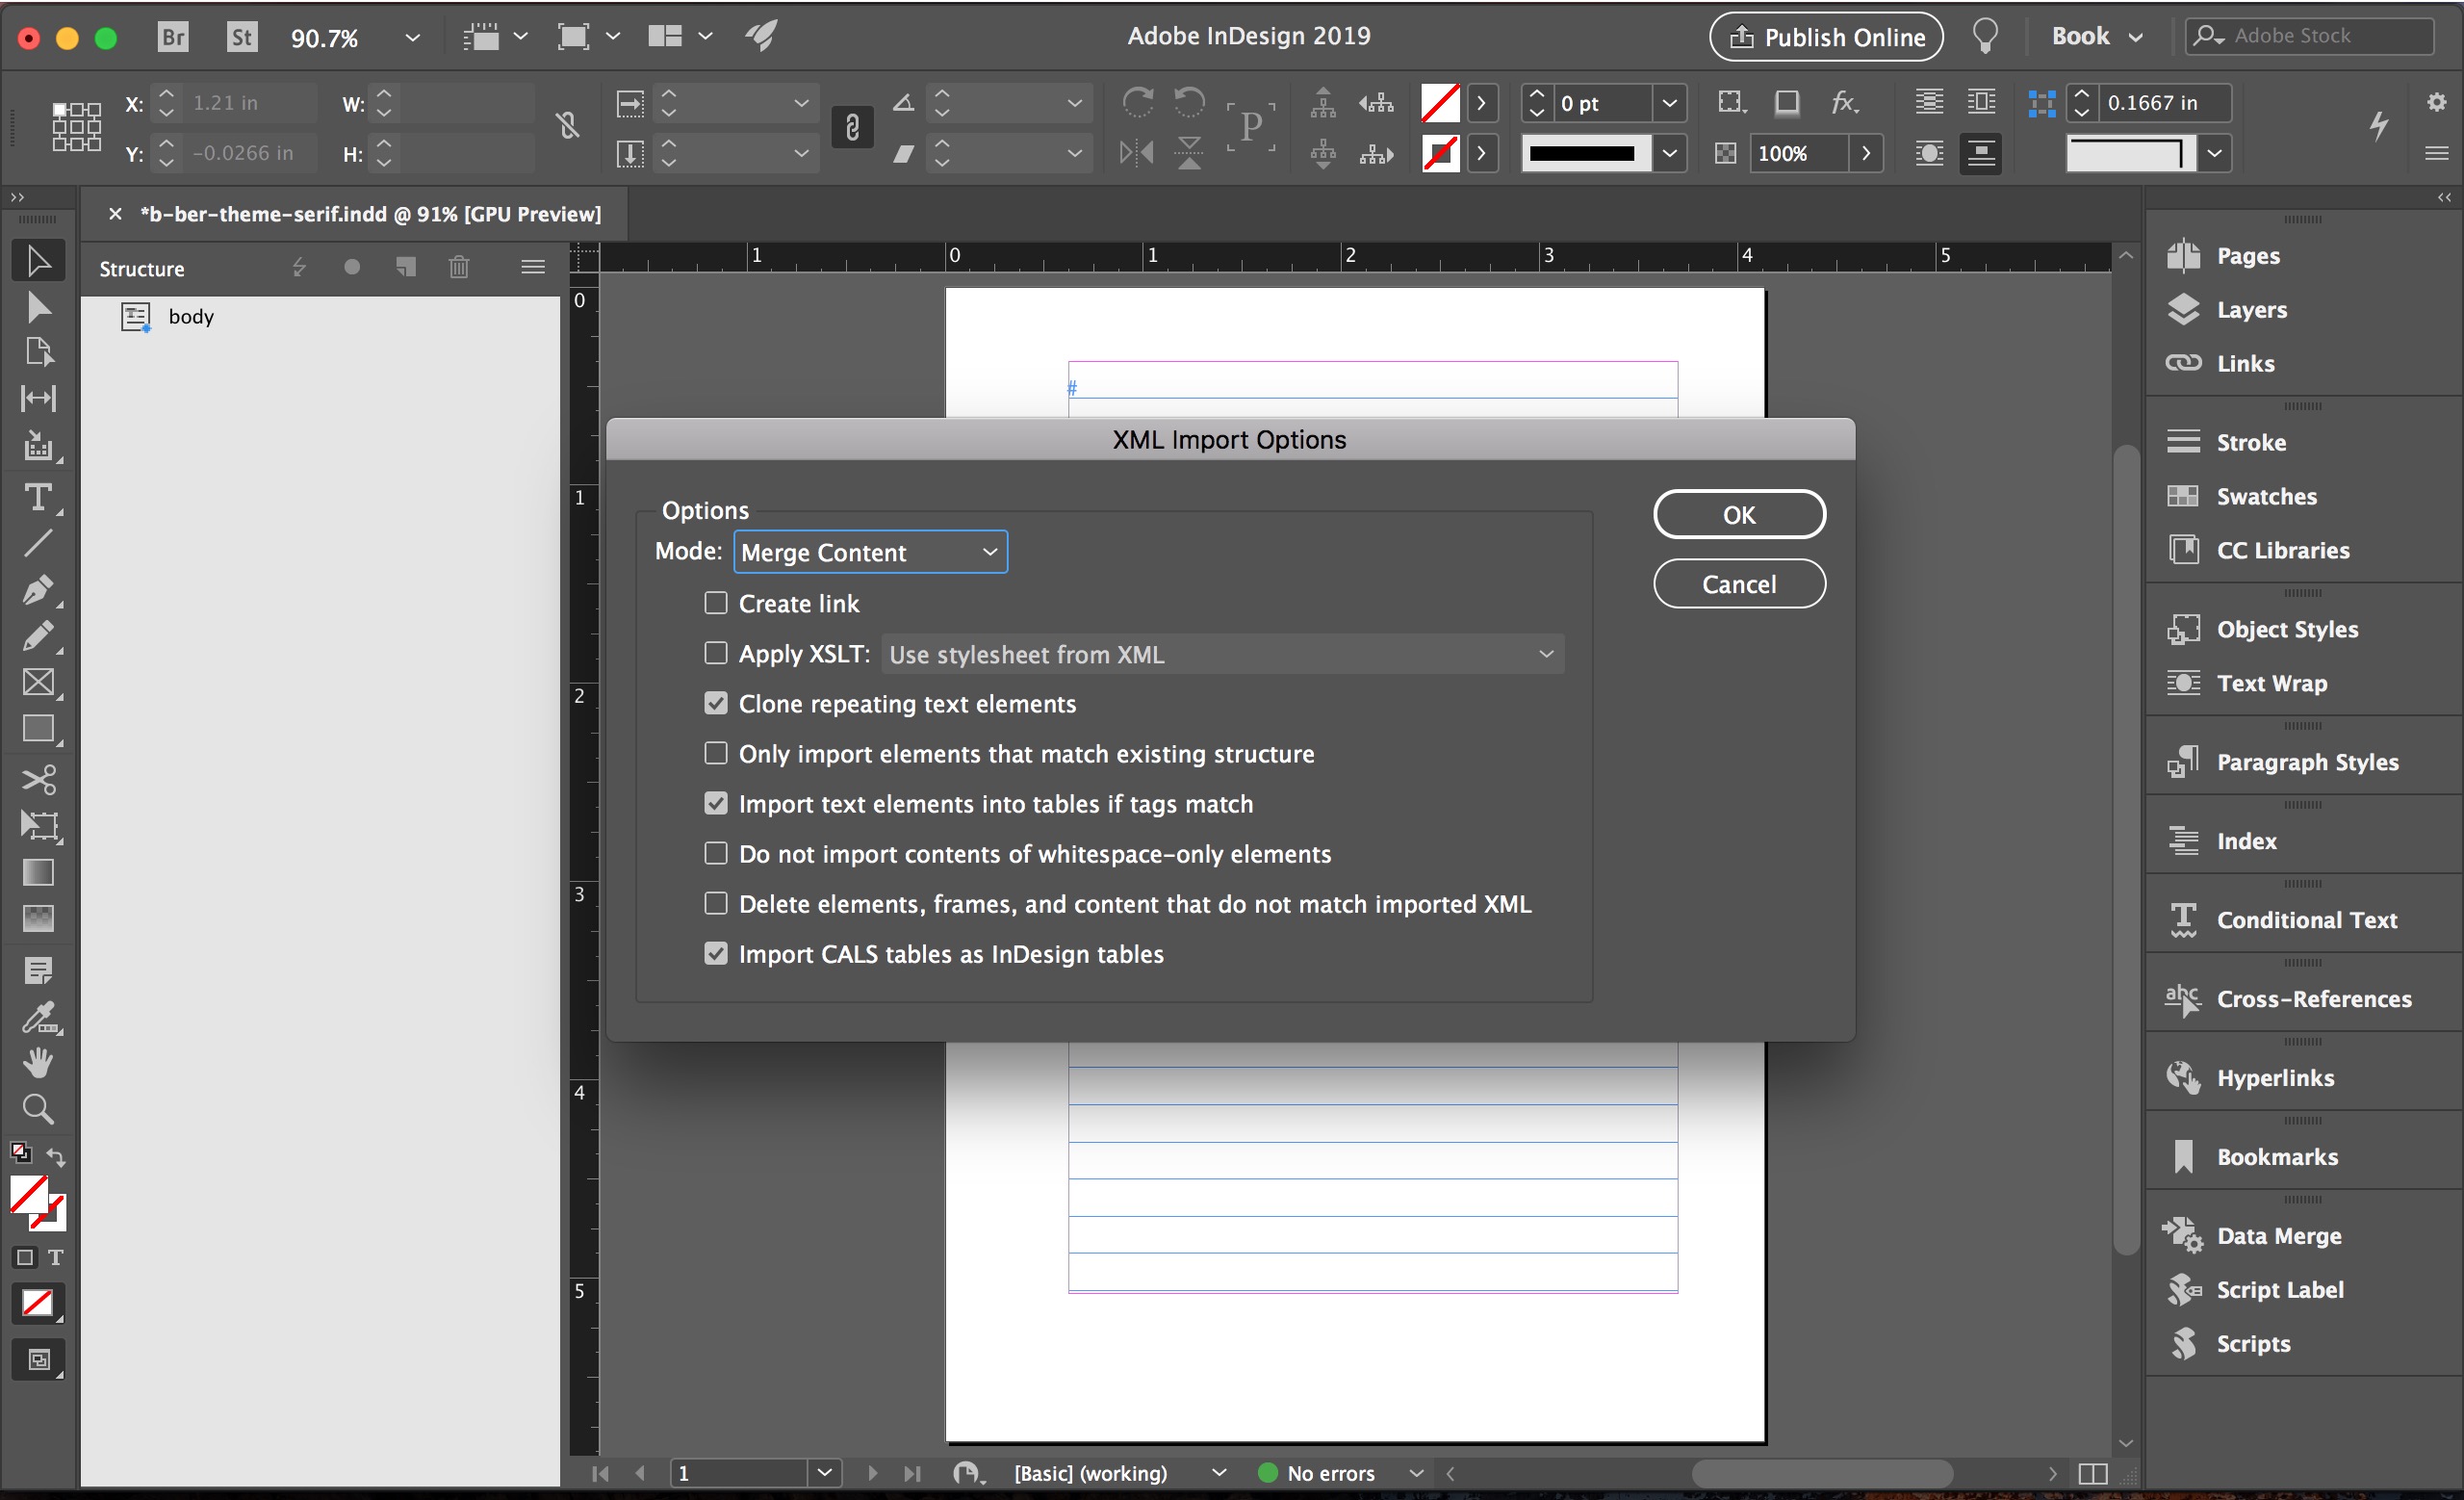 Br St 90.7% Adobe InDesign 2019 Publish Online Book Adobe Stock
X: 1.21 in W: 0 pt fx. 0.1667 in
Y: -0.0266 in H: P 100%
× *b-ber-theme-serif.indd @ 91% [GPU Preview]
Structure
body
1 0 1 2 3 4 5
0
1
2
3
4
5
#
XML Import Options
Options
Mode: Merge Content
Create link
Apply XSLT: Use stylesheet from XML
Clone repeating text elements
Only import elements that match existing structure
Import text elements into tables if tags match
Do not import contents of whitespace-only elements
Delete elements, frames, and content that do not match imported XML
Import CALS tables as InDesign tables
OK
Cancel
Pages
Layers
Links
Stroke
Swatches
CC Libraries
Object Styles
Text Wrap
Paragraph Styles
Index
Conditional Text
abc Cross-References
Hyperlinks
Bookmarks
Data Merge
Script Label
Scripts
T
T
1 [Basic] (working) No errors